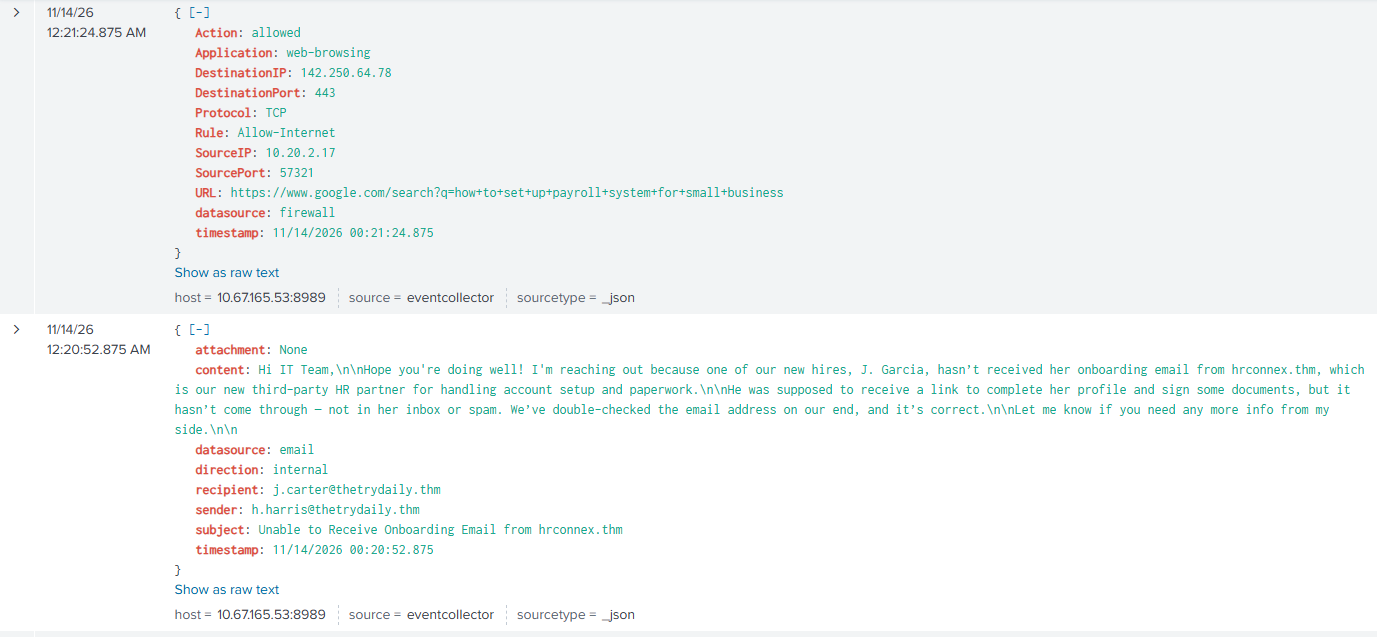 > 11/14/26 { [-]
12:21:24.875 AM Action: allowed
Application: web-browsing
DestinationIP: 142.250.64.78
DestinationPort: 443
Protocol: TCP
Rule: Allow-Internet
SourceIP: 10.20.2.17
SourcePort: 57321
URL: https://www.google.com/search?q=how+to+set+up+payroll+system+for+small+business
datasource: firewall
timestamp: 11/14/2026 00:21:24.875
}
Show as raw text
host = 10.67.165.53:8989 source = eventcollector sourcetype = _json
> 11/14/26 { [-]
12:20:52.875 AM attachment: None
content: Hi IT Team,\n\nHope you're doing well! I'm reaching out because one of our new hires, J. Garcia, hasn’t received her onboarding email from hrconnex.thm, which
is our new third-party HR partner for handling account setup and paperwork.\n\nHe was supposed to receive a link to complete her profile and sign some documents, but it
hasn’t come through — not in her inbox or spam. We’ve double-checked the email address on our end, and it’s correct.\n\nLet me know if you need any more info from my
side.\n\n
datasource: email
direction: internal
recipient: j.carter@thetrydaily.thm
sender: h.harris@thetrydaily.thm
subject: Unable to Receive Onboarding Email from hrconnex.thm
timestamp: 11/14/2026 00:20:52.875
}
Show as raw text
host = 10.67.165.53:8989 source = eventcollector sourcetype = _json